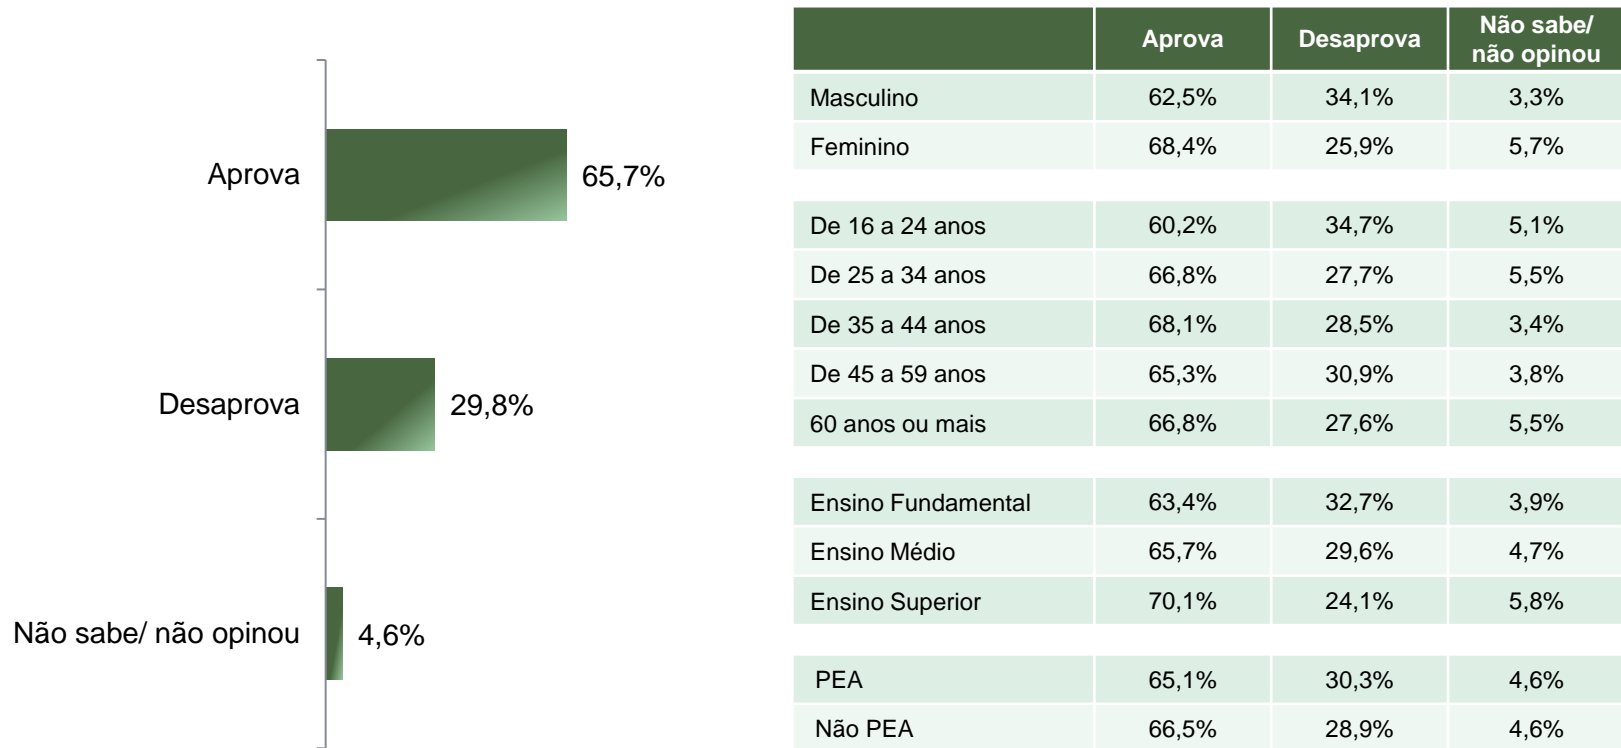 Aprova 65,7%
Desaprova 29,8%
Não sabe/ não opinou 4,6%
Aprova Desaprova Não sabe/ não opinou
Masculino 62,5% 34,1% 3,3%
Feminino 68,4% 25,9% 5,7%
De 16 a 24 anos 60,2% 34,7% 5,1%
De 25 a 34 anos 66,8% 27,7% 5,5%
De 35 a 44 anos 68,1% 28,5% 3,4%
De 45 a 59 anos 65,3% 30,9% 3,8%
60 anos ou mais 66,8% 27,6% 5,5%
Ensino Fundamental 63,4% 32,7% 3,9%
Ensino Médio 65,7% 29,6% 4,7%
Ensino Superior 70,1% 24,1% 5,8%
PEA 65,1% 30,3% 4,6%
Não PEA 66,5% 28,9% 4,6%